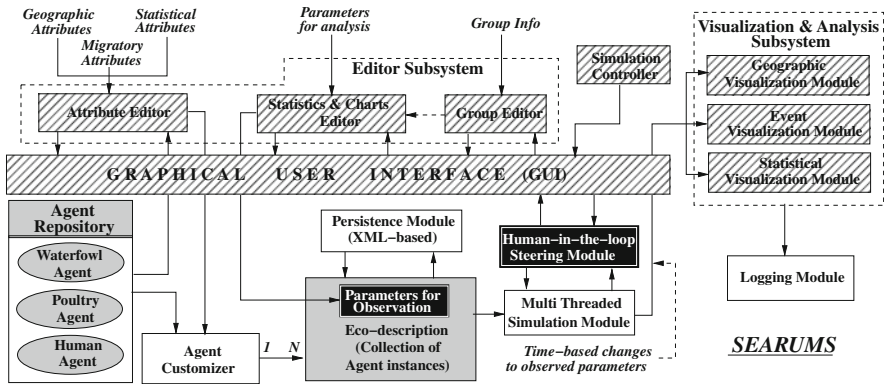 Geographic
Attributes
Statistical
Attributes
Migratory
Attributes
Parameters
for analysis
Group Info
Editor Subsystem
Attribute Editor
Statistics & Charts
Editor
Group Editor
Simulation
Controller
Visualization & Analysis
Subsystem
Geographic
Visualization Module
Event
Visualization Module
Statistical
Visualization Module
GRAPHICAL USER INTERFACE (GUI)
Agent
Repository
Waterfowl
Agent
Poultry
Agent
Human
Agent
Persistence Module
(XML−based)
Human−in−the−loop
Steering Module
Parameters for
Observation
Eco−description
(Collection of
Agent instances)
Multi Threaded
Simulation Module
Logging Module
Agent
Customizer
1 N
Time−based changes
to observed parameters
SEARUMS